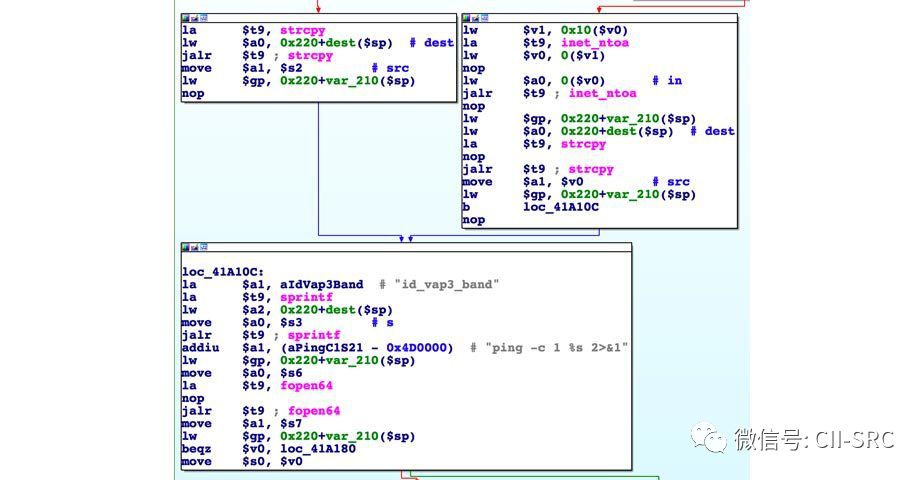 la $t9, strcpy
lw $a0, 0x220+dest($sp) # dest
jalr $t9 ; strcpy
move $a1, $s2 # src
lw $gp, 0x220+var_210($sp)
nop
lw $v1, 0x10($v0)
la $t9, inet_ntoa
lw $v0, 0($v1)
nop
lw $a0, 0($v0) # in
jalr $t9 ; inet_ntoa
nop
lw $gp, 0x220+var_210($sp)
lw $a0, 0x220+dest($sp) # dest
la $t9, strcpy
nop
jalr $t9 ; strcpy
move $a1, $v0 # src
lw $gp, 0x220+var_210($sp)
b loc_41A10C
nop
loc_41A10C:
la $a1, aIdVap3Band # "id_vap3_band"
la $t9, sprintf
lw $a2, 0x220+dest($sp)
move $a0, $s3 # s
jalr $t9 ; sprintf
addiu $a1, (aPingC1S21 - 0x4D0000) # "ping -c 1 %s 2>&1"
lw $gp, 0x220+var_210($sp)
move $a0, $s6
la $t9, fopen64
nop
jalr $t9 ; fopen64
move $a1, $s7
lw $gp, 0x220+var_210($sp)
beqz $v0, loc_41A180
move $s0, $v0
微信号: CII-SRC